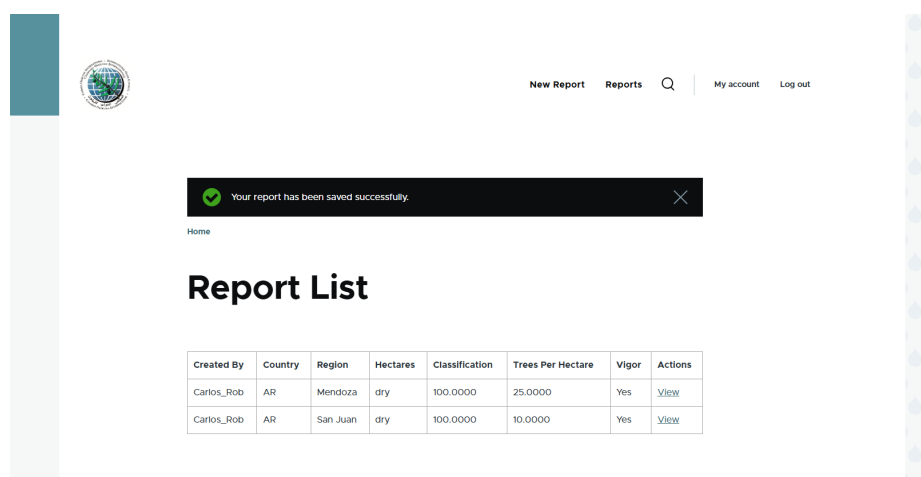 New Report Reports My account Log out
Your report has been saved successfully.
Home
Report List
Created By Country Region Hectares Classification Trees Per Hectare Vigor Actions
Carlos_Rob AR Mendoza dry 100.0000 25.0000 Yes View
Carlos_Rob AR San Juan dry 100.0000 10.0000 Yes View